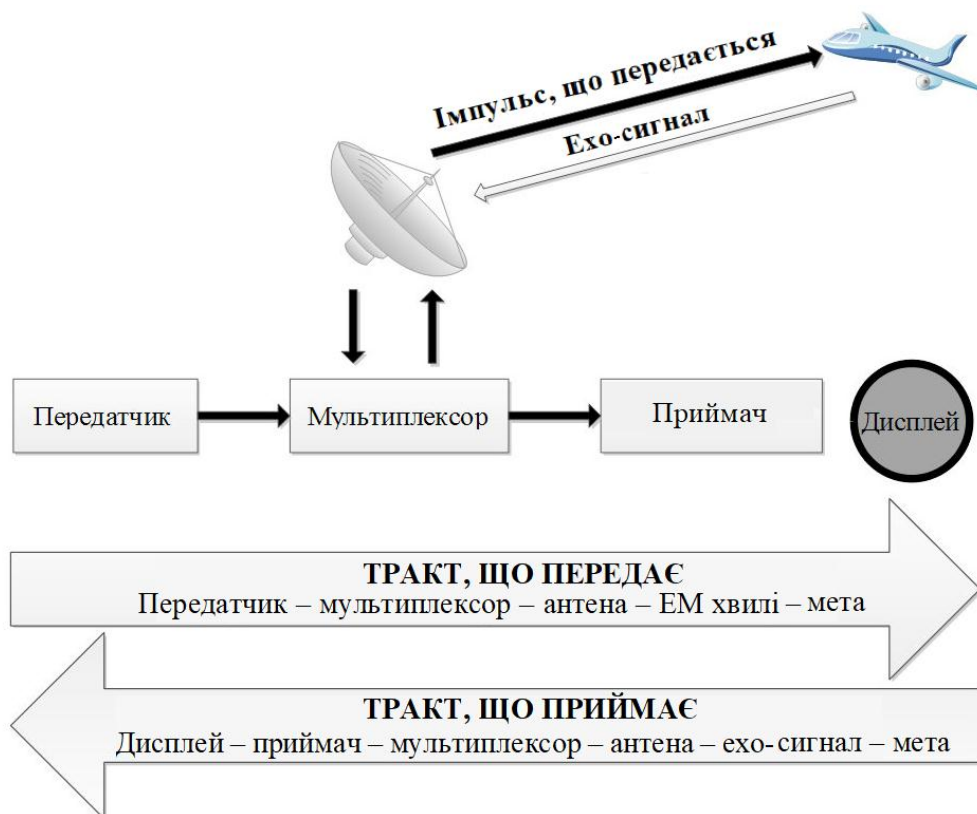 Імпульс, що передається
Ехо-сигнал
Передатчик
Мультиплексор
Приймач
Дисплей
ТРАКТ, ЩО ПЕРЕДАЄ
Передатчик – мультиплексор – антена – ЕМ хвилі – мета
ТРАКТ, ЩО ПРИЙМАЄ
Дисплей – приймач – мультиплексор – антена – ехо-сигнал – мета